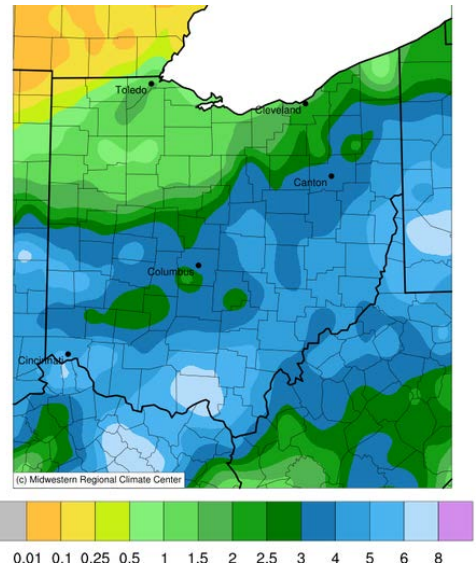 Toledo
Cleveland
Canton
Columbus
Cincinnati
(c) Midwestern Regional Climate Center
0.01 0.1 0.25 0.5 1 1.5 2 2.5 3 4 5 6 8